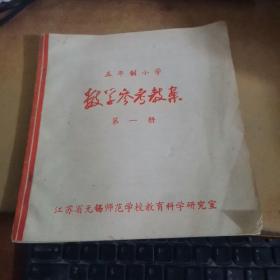 五年制小学
数学参考教案
第一册
江苏省无锡师范学校教育科学研究室